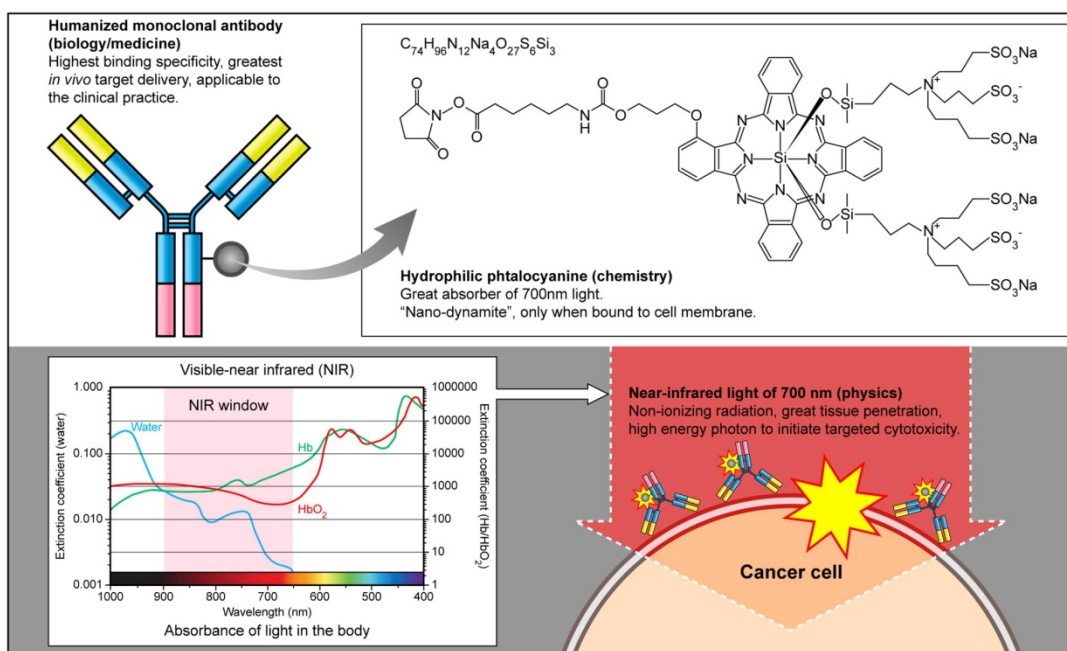 Humanized monoclonal antibody
(biology/medicine)
Highest binding specificity, greatest
in vivo target delivery, applicable to
the clinical practice.
C74H96N12Na4O27S6Si3
O
N
O
O
O
N
H
O
O
O
N
N
N
N
N
N
N
N
Si
O
Si
N+
SO3Na
SO3-
SO3Na
O
Si
N+
SO3Na
SO3-
SO3Na
Hydrophilic phtalocyanine (chemistry)
Great absorber of 700nm light.
“Nano-dynamite”, only when bound to cell membrane.
Visible-near infrared (NIR)
NIR window
Water
Hb
HbO2
Extinction coefficient (water)
1.000
0.100
0.010
0.001
Extinction coefficient (Hb/HbO2)
1000000
100000
10000
1000
100
10
1
1000 900 800 700 600 500 400
Wavelength (nm)
Absorbance of light in the body
Near-infrared light of 700 nm (physics)
Non-ionizing radiation, great tissue penetration,
high energy photon to initiate targeted cytotoxicity.
Cancer cell